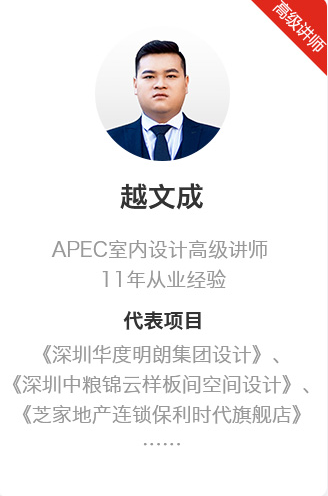 高级讲师
越文成
APEC室内设计高级讲师
11年从业经验
代表项目
《深圳华度明朗集团设计》、
《深圳中粮锦云样板间空间设计》、
《芝家地产连锁保利时代旗舰店》
......